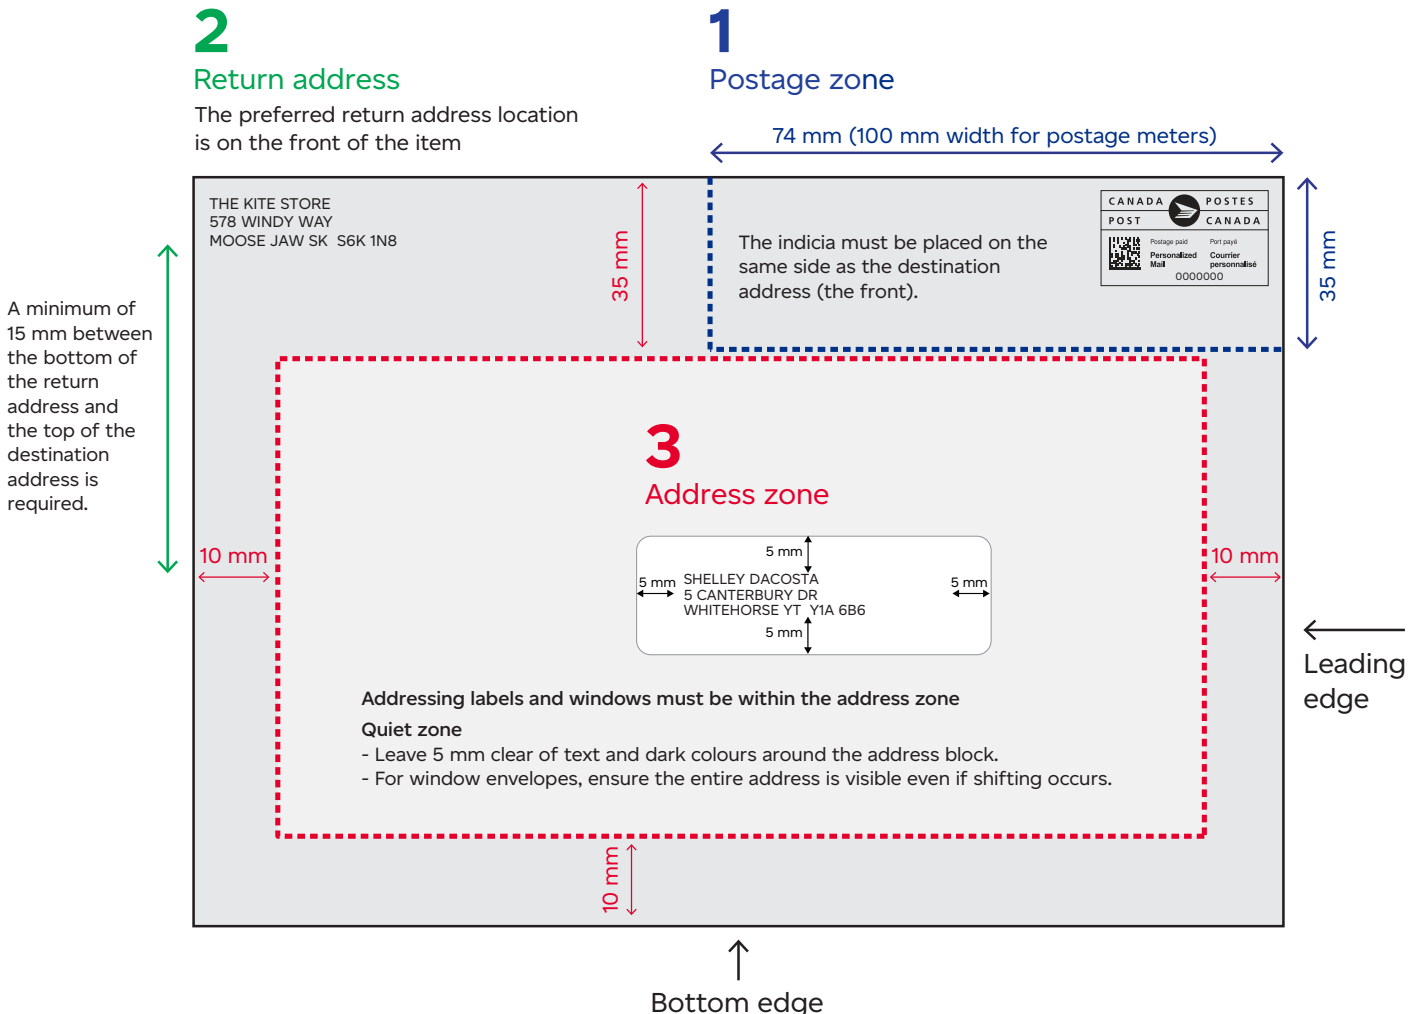 2
Return address
The preferred return address location
is on the front of the item
1
Postage zone
74 mm (100 mm width for postage meters)
THE KITE STORE
578 WINDY WAY
MOOSE JAW SK  S6K 1N8
35 mm
The indicia must be placed on the
same side as the destination
address (the front).
CANADA POSTES
POST CANADA
Postage paid Port payé
Personalized Courrier
Mail personnalisé
0000000
35 mm
A minimum of
15 mm between
the bottom of
the return
address and
the top of the
destination
address is
required.
3
Address zone
10 mm
5 mm
5 mm
SHELLEY DACOSTA
5 CANTERBURY DR
WHITEHORSE YT  Y1A 6B6
5 mm
5 mm
10 mm
Leading
edge
Addressing labels and windows must be within the address zone
Quiet zone
- Leave 5 mm clear of text and dark colours around the address block.
- For window envelopes, ensure the entire address is visible even if shifting occurs.
10 mm
Bottom edge